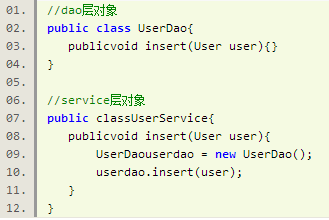 01. //dao层对象
02. public class UserDao{
03. publicvoid insert(User user){}
04. }
05.
06. //service层对象
07. public classUserService{
08. publicvoid insert(User user){
09. UserDaouserdao = new UserDao();
10. userdao.insert(user);
11. }
12. }